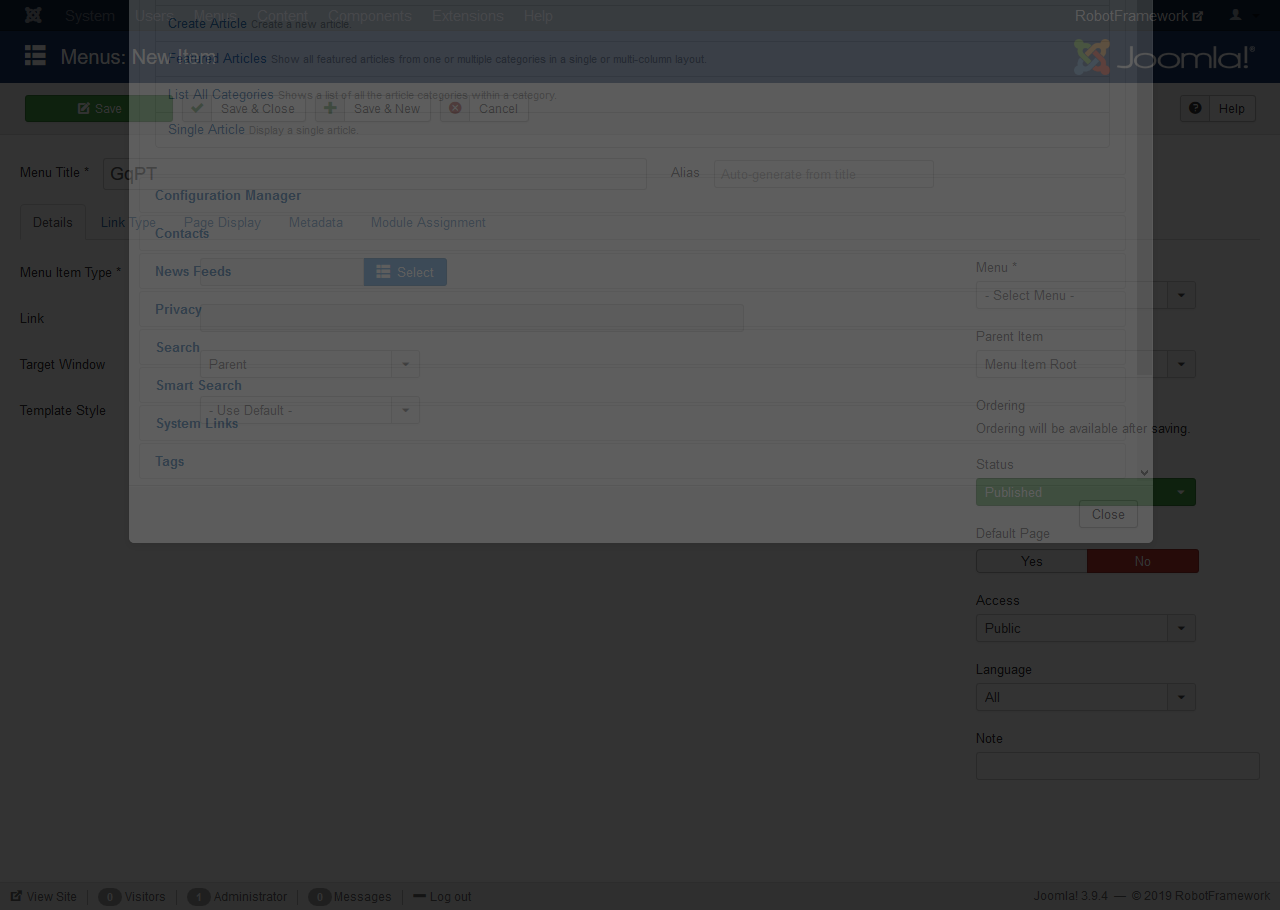 System Users Menus Content Components Extensions Help RobotFramework
Create Article Create a new article.
Menus: New Item Joomla!®
Featured Articles Show all featured articles from one or multiple categories in a single or multi-column layout.
List All Categories Shows a list of all the article categories within a category.
Save Save & Close Save & New Cancel Help
Single Article Display a single article.
Menu Title * GqPT Alias Auto-generate from title
Configuration Manager
Details Link Type Page Display Metadata Module Assignment
Contacts
Menu Item Type * Select
News Feeds
Menu *
- Select Menu -
Privacy
Link
Parent Item
Search
Target Window Parent
Menu Item Root
Smart Search
Template Style - Use Default -
Ordering
System Links
Ordering will be available after saving.
Tags
Status
Published
Close
Default Page
Yes No
Access
Public
Language
All
Note
View Site 0 Visitors 1 Administrator 0 Messages Log out Joomla! 3.9.4 — © 2019 RobotFramework